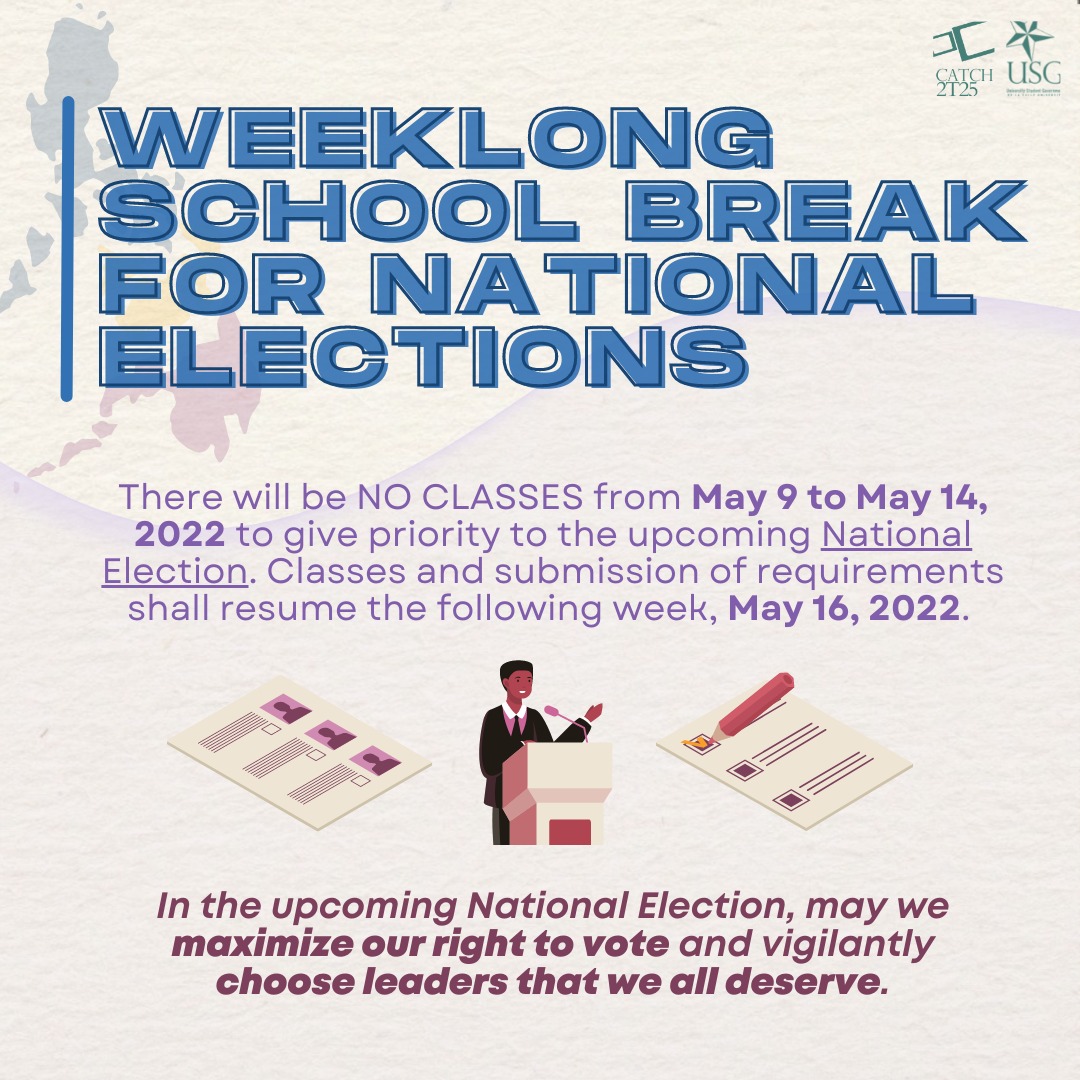 CATCH
2T25
USG
WEEKLONG
SCHOOL BREAK
FOR NATIONAL
ELECTIONS
There will be NO CLASSES from May 9 to May 14,
2022 to give priority to the upcoming National
Election. Classes and submission of requirements
shall resume the following week, May 16, 2022.
In the upcoming National Election, may we
maximize our right to vote and vigilantly
choose leaders that we all deserve.